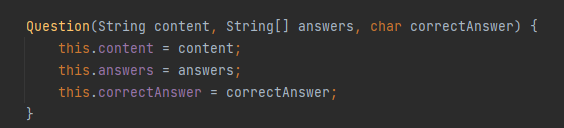 Question(String content, String[] answers, char correctAnswer) {
    this.content = content;
    this.answers = answers;
    this.correctAnswer = correctAnswer;
}